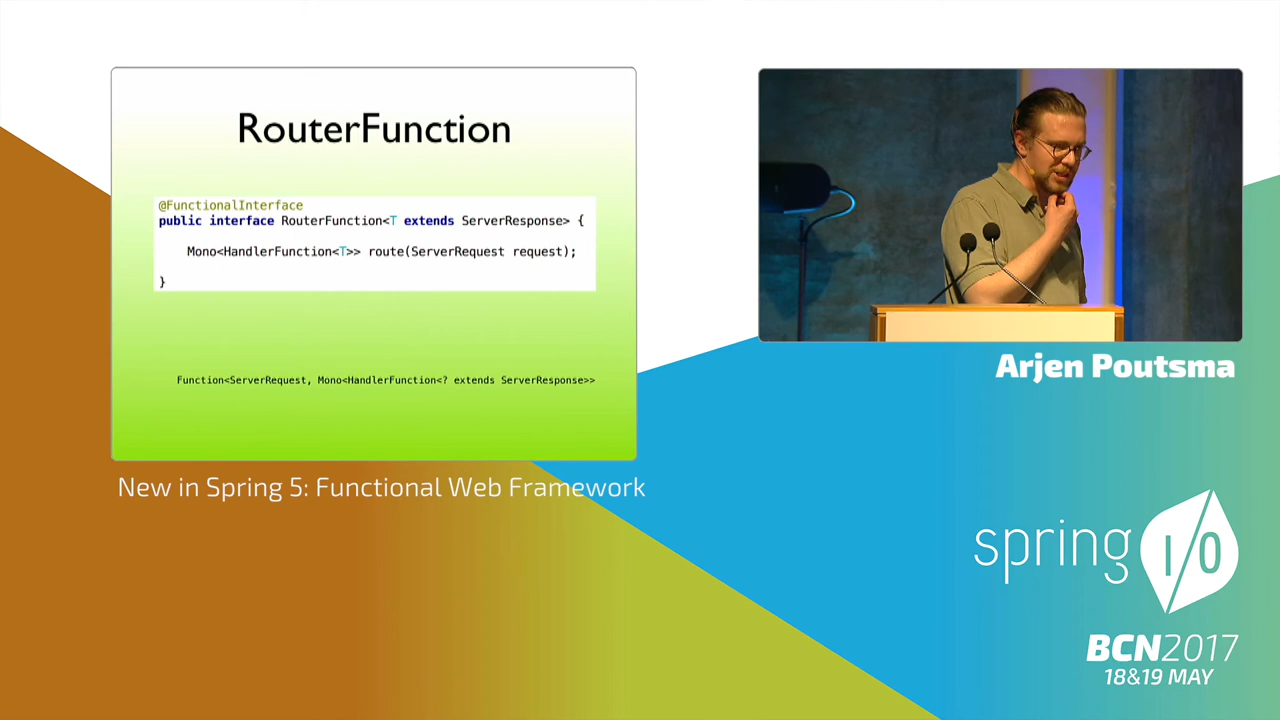 RouterFunction
@FunctionalInterface
public interface RouterFunction<T extends ServerResponse> {
Mono<HandlerFunction<T>> route(ServerRequest request);
}
Function<ServerRequest, Mono<HandlerFunction<? extends ServerResponse>>
New in Spring 5: Functional Web Framework
Arjen Poutsma
spring I/O
BCN2017
18&19 MAY